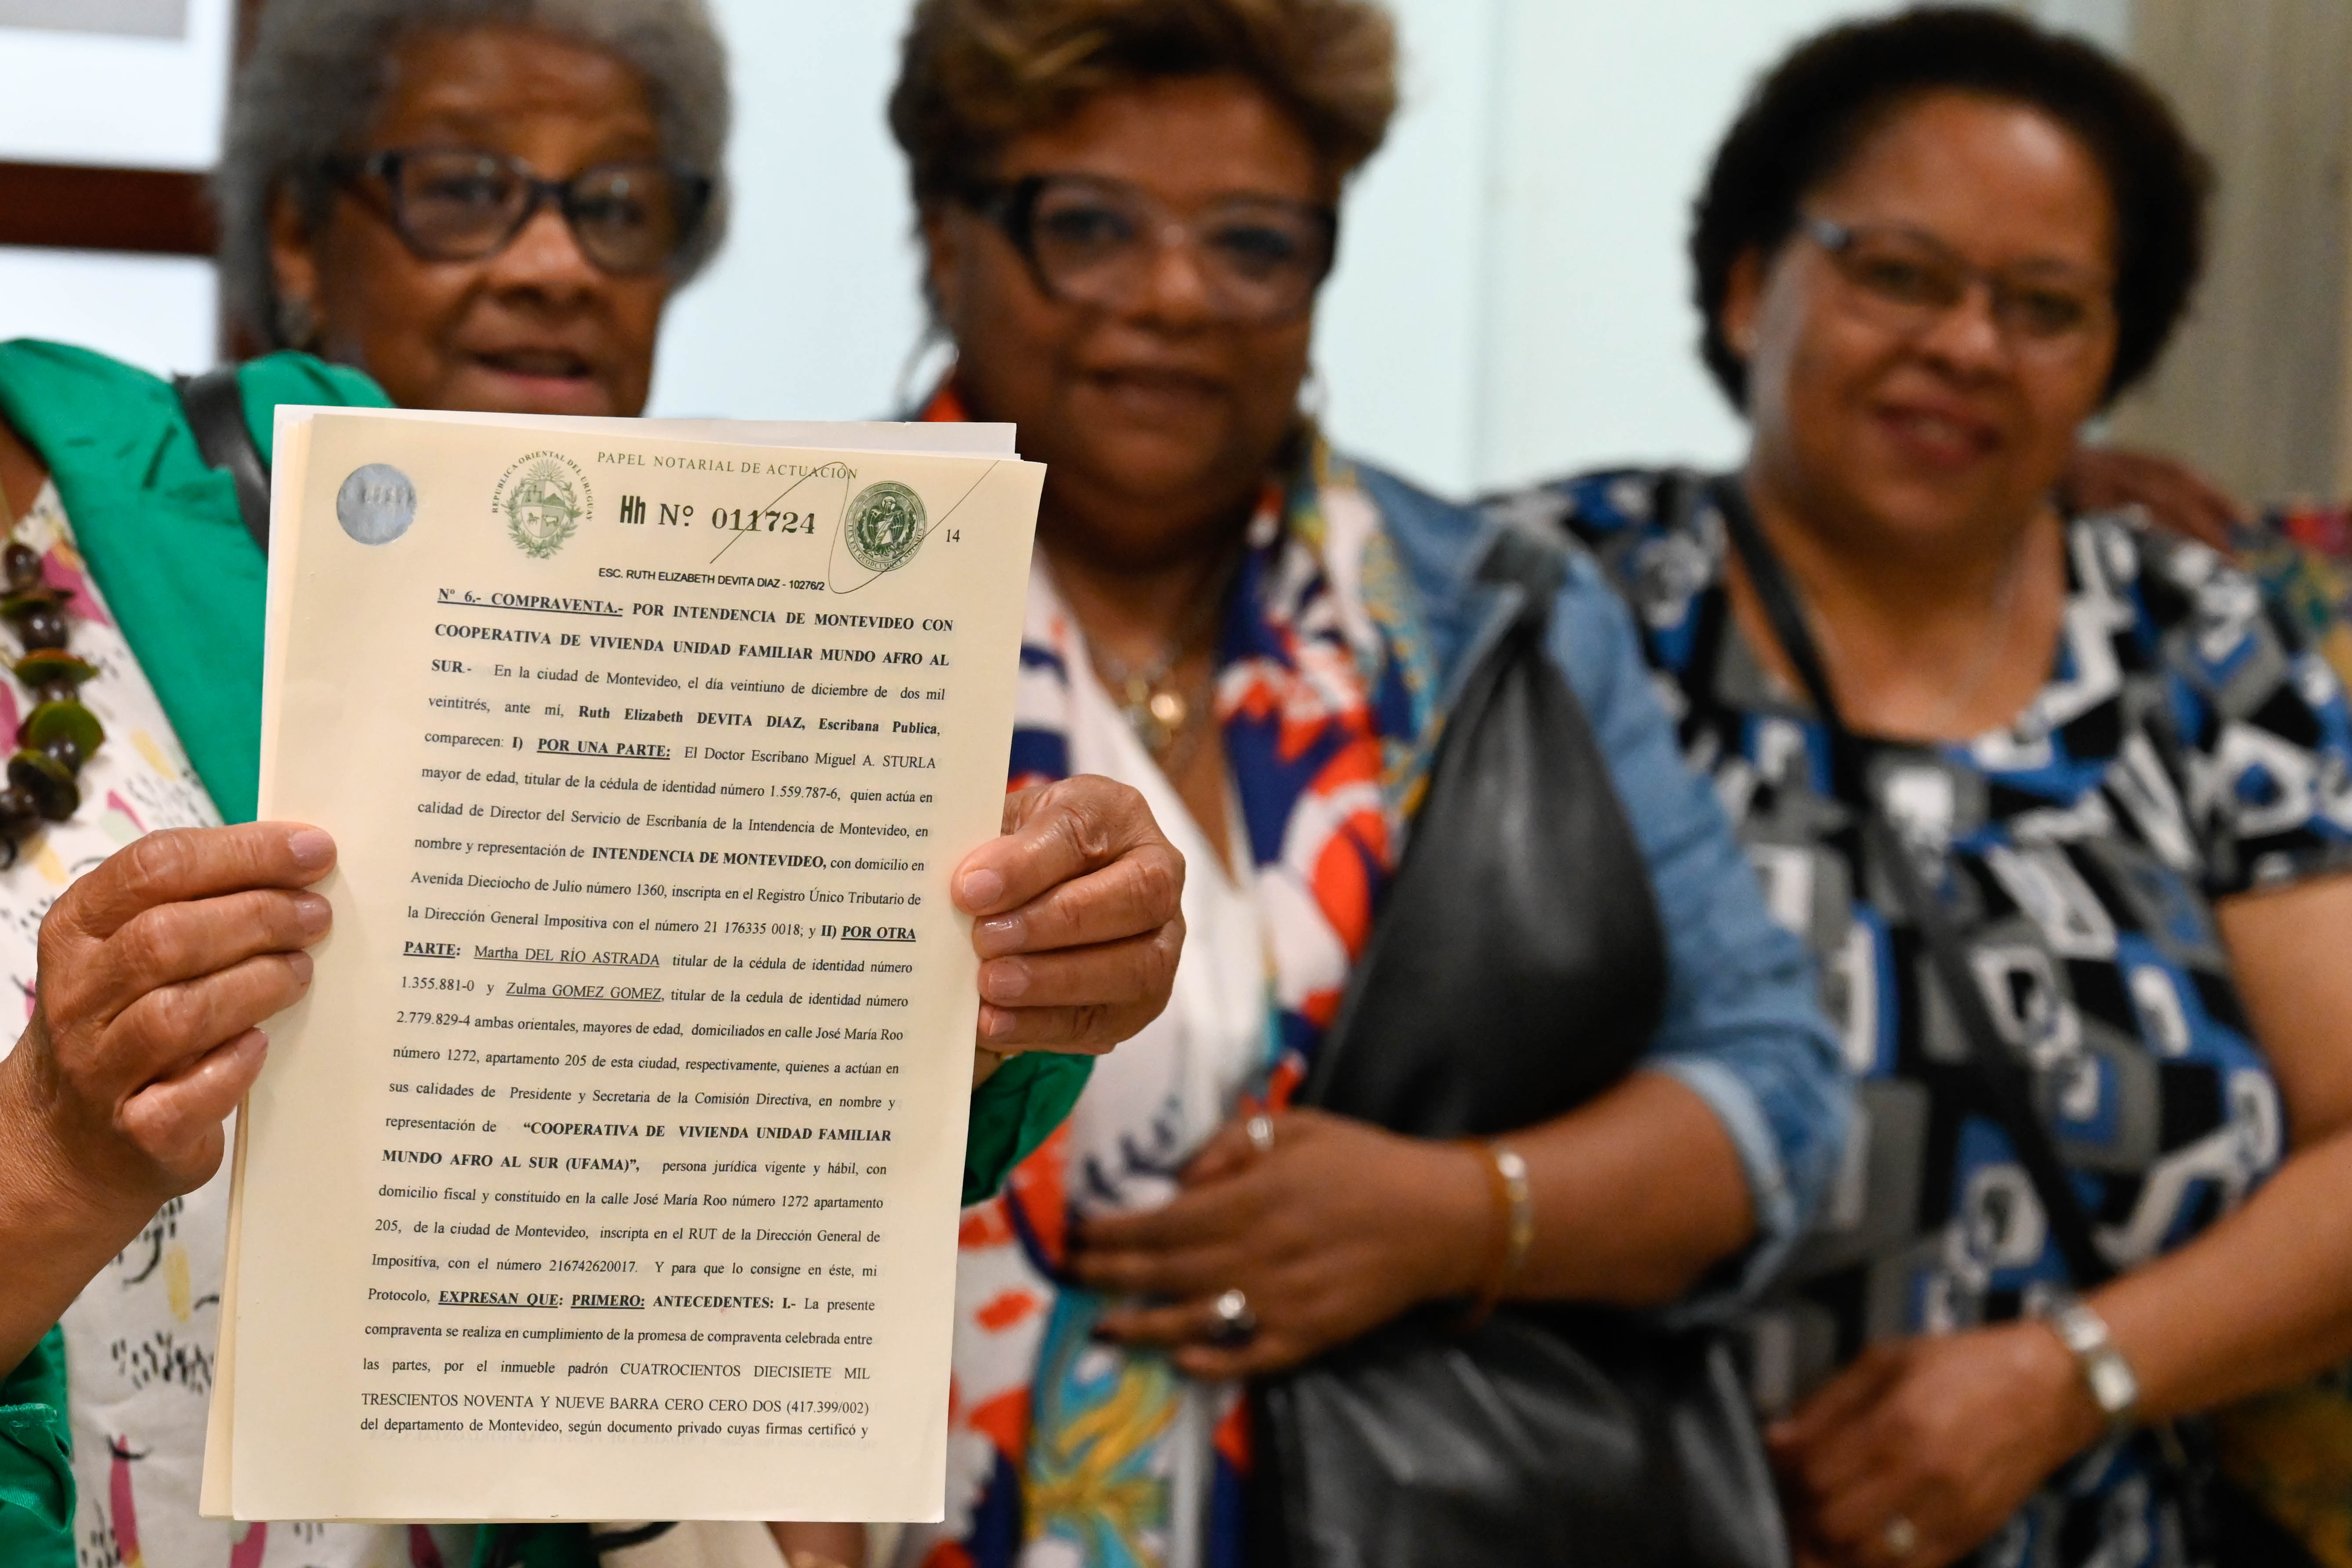 PAPEL NOTARIAL DE ACTUACIÓN
REPUBLICA ORIENTAL DEL URUGUAY
Hh Nº 011724
14
ESC. RUTH ELIZABETH DEVITA DIAZ - 10276/2
Nº 6.- COMPRAVENTA.- POR INTENDENCIA DE MONTEVIDEO CON
COOPERATIVA DE VIVIENDA UNIDAD FAMILIAR MUNDO AFRO AL
SUR.- En la ciudad de Montevideo, el día veintiuno de diciembre de dos mil
veintitrés, ante mí, Ruth Elizabeth DEVITA DIAZ, Escribana Publica,
comparecen: I) POR UNA PARTE: El Doctor Escribano Miguel A. STURLA
mayor de edad, titular de la cédula de identidad número 1.559.787-6, quien actúa en
calidad de Director del Servicio de Escribanía de la Intendencia de Montevideo, en
nombre y representación de INTENDENCIA DE MONTEVIDEO, con domicilio en
Avenida Dieciocho de Julio número 1360, inscripta en el Registro Único Tributario de
la Dirección General Impositiva con el número 21 176335 0018; y II) POR OTRA
PARTE: Martha DEL RÍO ASTRADA titular de la cédula de identidad número
1.355.881-0 y Zulma GOMEZ GOMEZ, titular de la cedula de identidad número
2.779.829-4 ambas orientales, mayores de edad, domiciliados en calle José María Roo
número 1272, apartamento 205 de esta ciudad, respectivamente, quienes a actúan en
sus calidades de Presidente y Secretaria de la Comisión Directiva, en nombre y
representación de "COOPERATIVA DE VIVIENDA UNIDAD FAMILIAR
MUNDO AFRO AL SUR (UFAMA)", persona jurídica vigente y hábil, con
domicilio fiscal y constituido en la calle José María Roo número 1272 apartamento
205, de la ciudad de Montevideo, inscripta en el RUT de la Dirección General de
Impositiva, con el número 216742620017. Y para que lo consigne en éste, mi
Protocolo, EXPRESAN QUE: PRIMERO: ANTECEDENTES: I.- La presente
compraventa se realiza en cumplimiento de la promesa de compraventa celebrada entre
las partes, por el inmueble padrón CUATROCIENTOS DIECISIETE MIL
TRESCIENTOS NOVENTA Y NUEVE BARRA CERO CERO DOS (417.399/002)
del departamento de Montevideo, según documento privado cuyas firmas certificó y